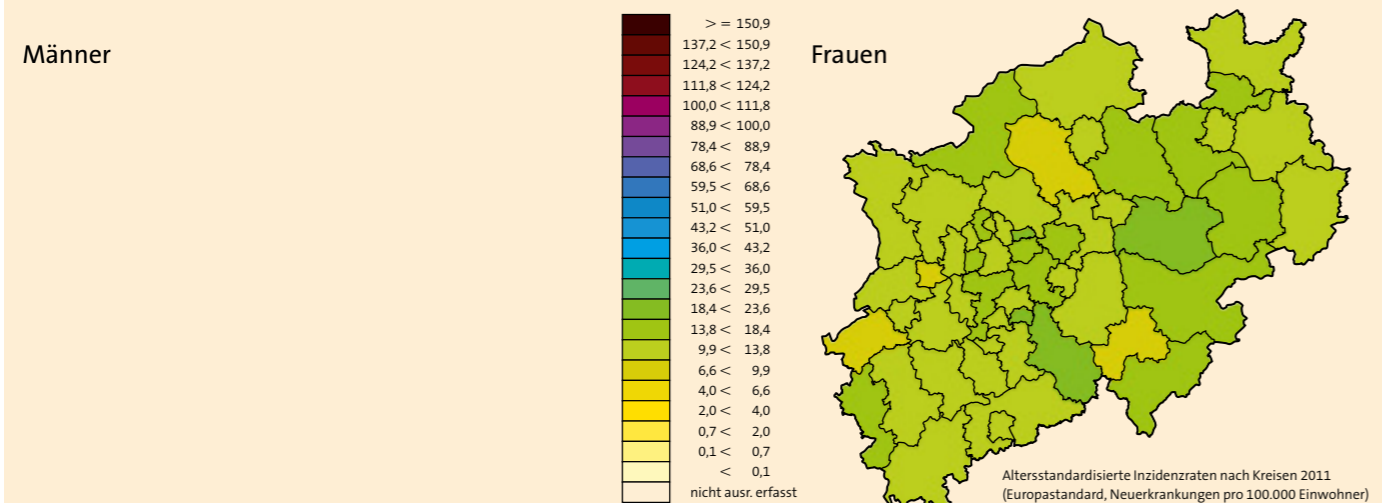 Männer
> = 150,9
137,2 < 150,9
124,2 < 137,2
111,8 < 124,2
100,0 < 111,8
88,9 < 100,0
78,4 < 88,9
68,6 < 78,4
59,5 < 68,6
51,0 < 59,5
43,2 < 51,0
36,0 < 43,2
29,5 < 36,0
23,6 < 29,5
18,4 < 23,6
13,8 < 18,4
9,9 < 13,8
6,6 < 9,9
4,0 < 6,6
2,0 < 4,0
0,7 < 2,0
0,1 < 0,7
< 0,1
nicht ausr. erfasst
Frauen
Altersstandardisierte Inzidenzraten nach Kreisen 2011
(Europastandard, Neuerkrankungen pro 100.000 Einwohner)